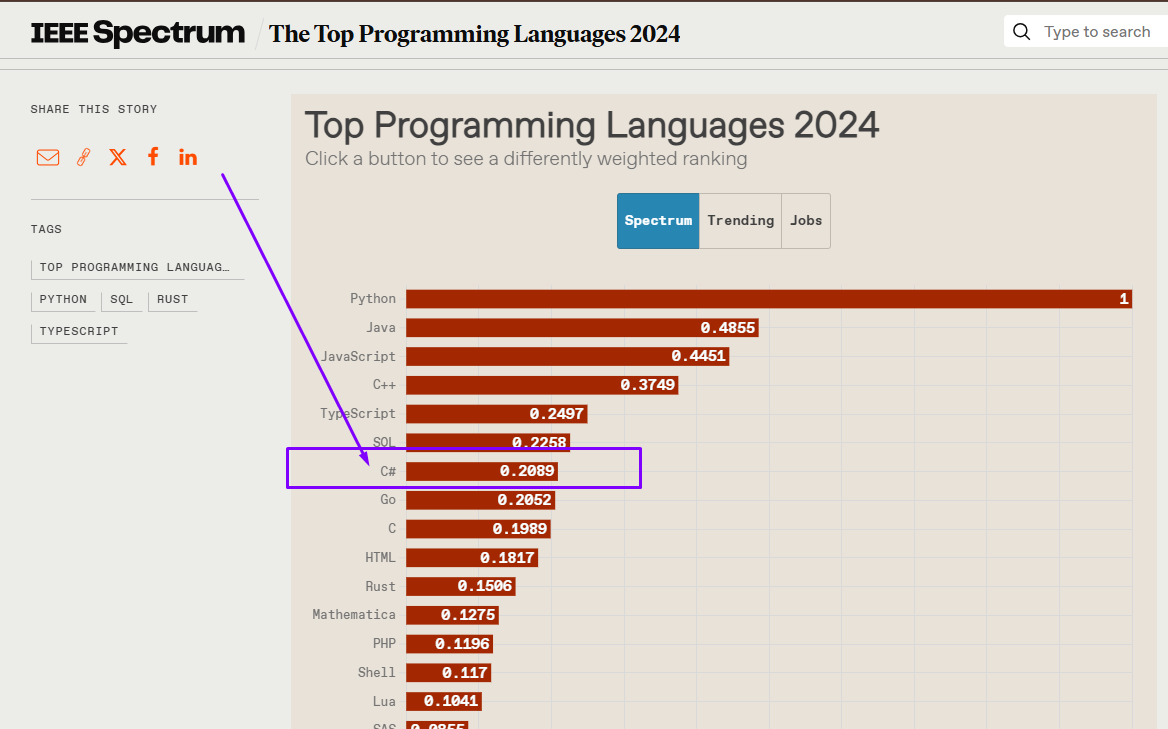 IEEE Spectrum / The Top Programming Languages 2024
Type to search
SHARE THIS STORY
TAGS
TOP PROGRAMMING LANGUAG…
PYTHON SQL RUST
TYPESCRIPT
Top Programming Languages 2024
Click a button to see a differently weighted ranking
Spectrum Trending Jobs
Python 1
Java 0.4855
JavaScript 0.4451
C++ 0.3749
TypeScript 0.2497
SQL 0.2258
C# 0.2089
Go 0.2052
C 0.1989
HTML 0.1817
Rust 0.1506
Mathematica 0.1275
PHP 0.1196
Shell 0.117
Lua 0.1041
SAS 0.0855